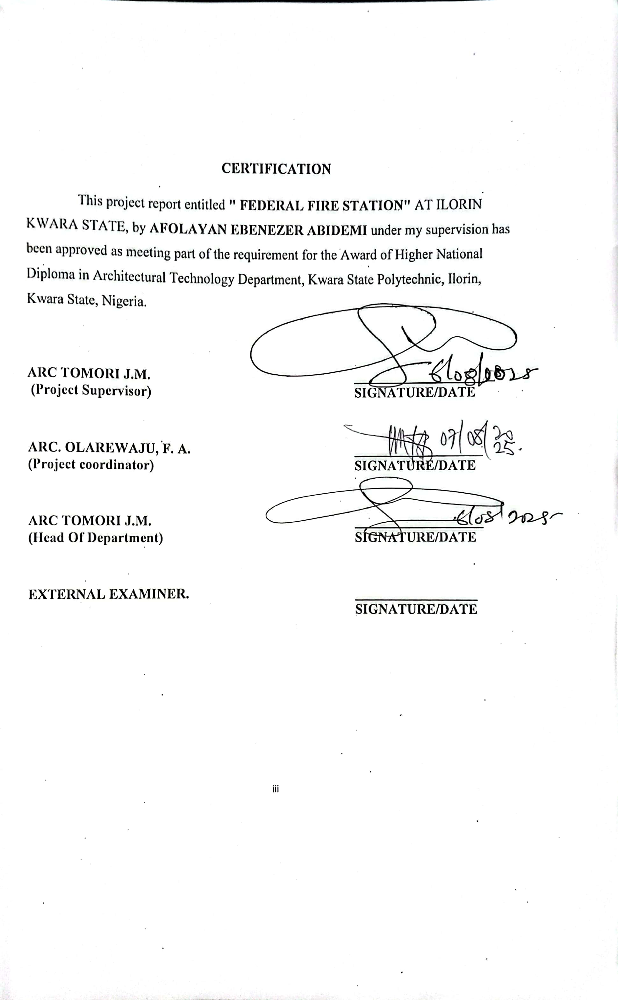 CERTIFICATION
This project report entitled " FEDERAL FIRE STATION" AT ILORIN
KWARA STATE, by AFOLAYAN EBENEZER ABIDEMI under my supervision has
been approved as meeting part of the requirement for the Award of Higher National
Diploma in Architectural Technology Department, Kwara State Polytechnic, Ilorin,
Kwara State, Nigeria.
ARC TOMORI J.M.
(Project Supervisor)
SIGNATURE/DATE
07/08/2025.
ARC. OLAREWAJU, F. A.
(Project coordinator)
SIGNATURE/DATE
6/08/2025
ARC TOMORI J.M.
(Head Of Department)
SIGNATURE/DATE
EXTERNAL EXAMINER.
SIGNATURE/DATE
iii